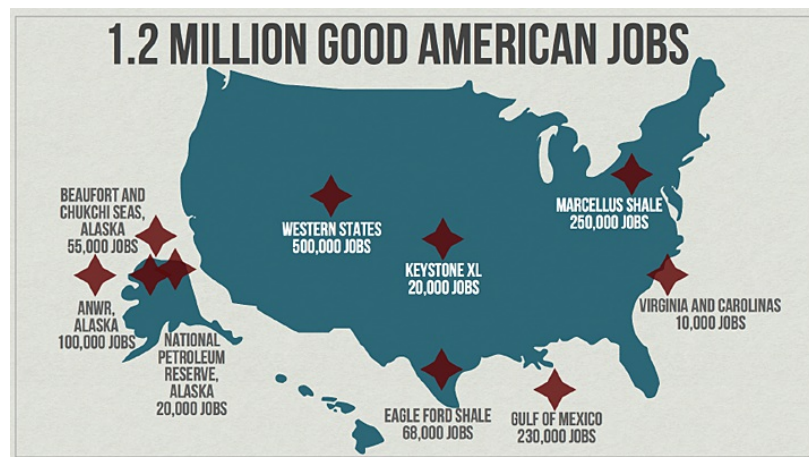 1.2 MILLION GOOD AMERICAN JOBS
BEAUFORT AND
CHUKCHI SEAS,
ALASKA
55,000 JOBS
ANWR,
ALASKA
100,000 JOBS
NATIONAL
PETROLEUM
RESERVE,
ALASKA
20,000 JOBS
WESTERN STATES
500,000 JOBS
KEYSTONE XL
20,000 JOBS
MARCELLUS SHALE
250,000 JOBS
VIRGINIA AND CAROLINAS
10,000 JOBS
EAGLE FORD SHALE
68,000 JOBS
GULF OF MEXICO
230,000 JOBS